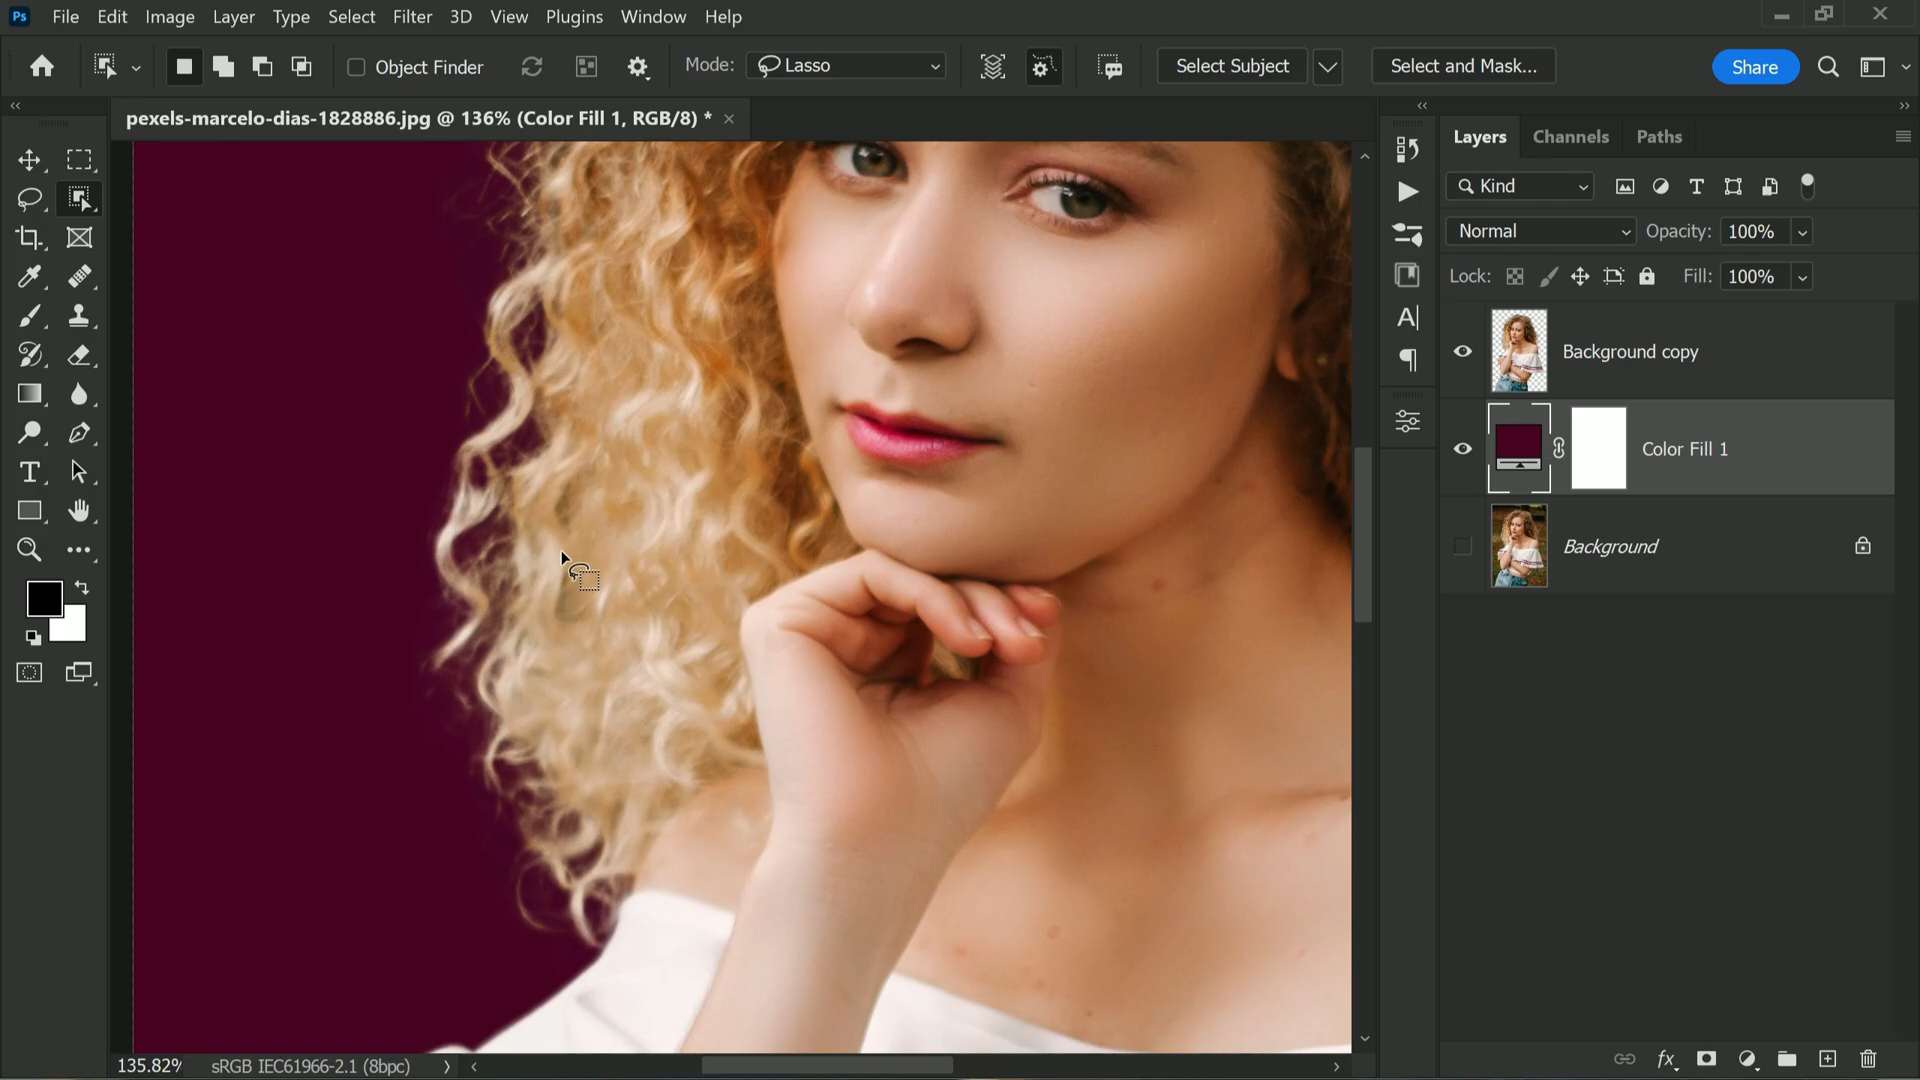 Ps File Edit Image Layer Type Select Filter 3D View Plugins Window Help
Object Finder Mode: Lasso Select Subject Select and Mask... Share
pexels-marcelo-dias-1828886.jpg @ 136% (Color Fill 1, RGB/8) * ×
Layers Channels Paths
Kind
Normal Opacity: 100%
Lock: Fill: 100%
Background copy
Color Fill 1
Background
fx
135.82% sRGB IEC61966-2.1 (8bpc)